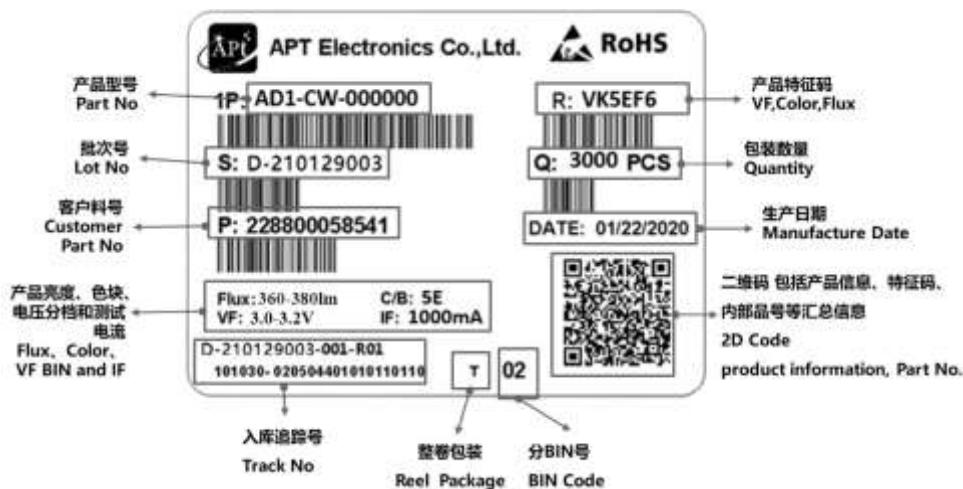 APT
APT Electronics Co.,Ltd.
RoHS
产品型号
Part No
1P: AD1-CW-000000
R: VK5EF6
产品特征码
VF,Color,Flux
批次号
Lot No
S: D-210129003
Q: 3000 PCS
包装数量
Quantity
客户料号
Customer
Part No
P: 228800058541
DATE: 01/22/2020
生产日期
Manufacture Date
产品亮度、色块、
电压分档和测试
电流
Flux、Color、
VF BIN and IF
Flux: 360-380lm C/B: 5E
VF: 3.0-3.2V IF: 1000mA
二维码 包括产品信息、特征码、
内部品号等汇总信息
2D Code
product information, Part No.
D-210129003-001-R01
101030-020504401010110110
T
02
入库追踪号
Track No
整卷包装
Reel Package
分BIN号
BIN Code